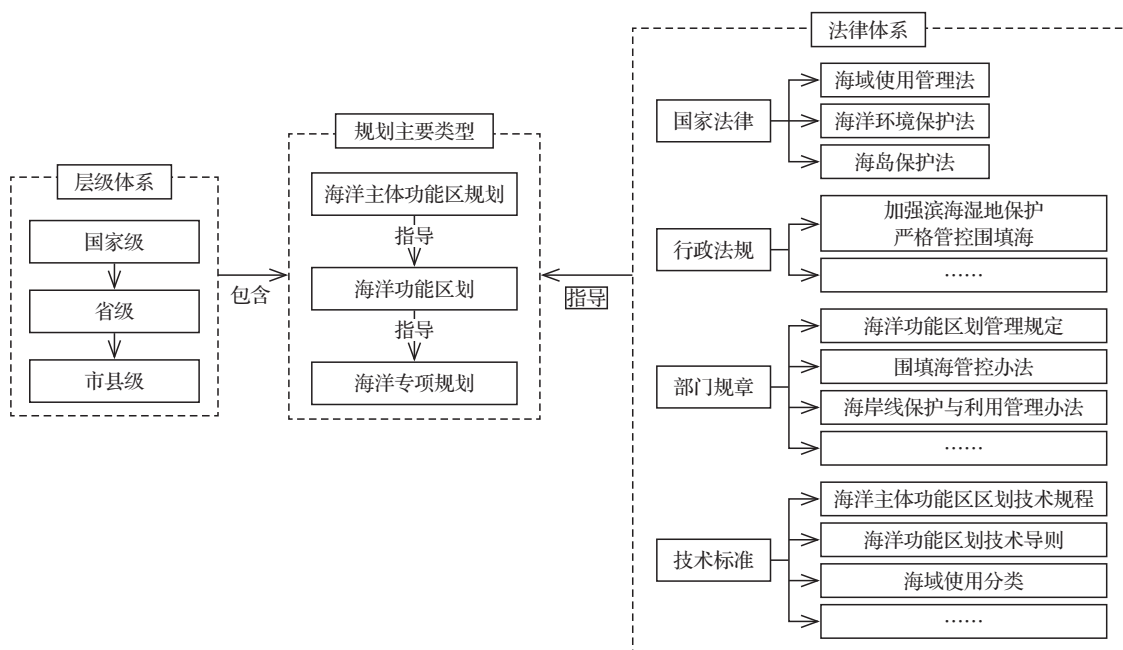 层级体系
国家级
省级
市县级
包含
规划主要类型
海洋主体功能区规划
指导
海洋功能区划
指导
海洋专项规划
指导
法律体系
国家法律
海域使用管理法
海洋环境保护法
海岛保护法
行政法规
加强滨海湿地保护
严格管控围填海
……
部门规章
海洋功能区划管理规定
围填海管控办法
海岸线保护与利用管理办法
……
技术标准
海洋主体功能区区划技术规程
海洋功能区划技术导则
海域使用分类
……